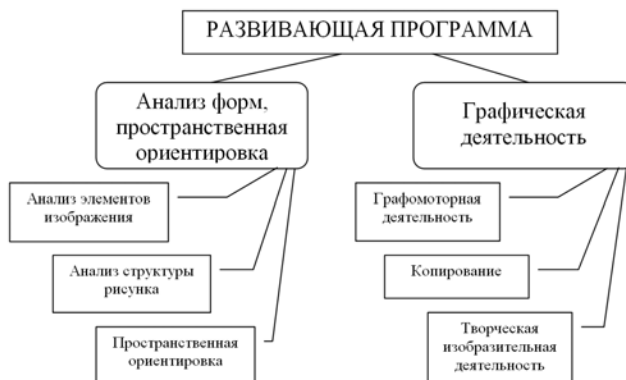 РАЗВИВАЮЩАЯ ПРОГРАММА
Анализ форм,
пространственная
ориентировка
Анализ элементов
изображения
Анализ структуры
рисунка
Пространственная
ориентировка
Графическая
деятельность
Графомоторная
деятельность
Копирование
Творческая
изобразительная
деятельность